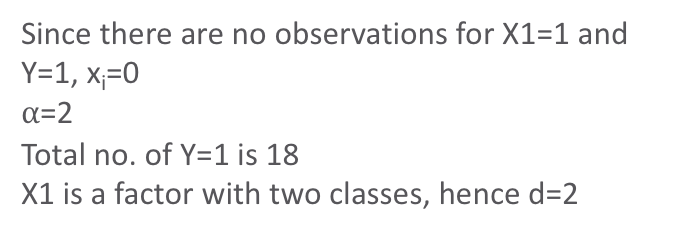 Since there are no observations for X1=1 and
Y=1, xᵢ=0
α=2
Total no. of Y=1 is 18
X1 is a factor with two classes, hence d=2